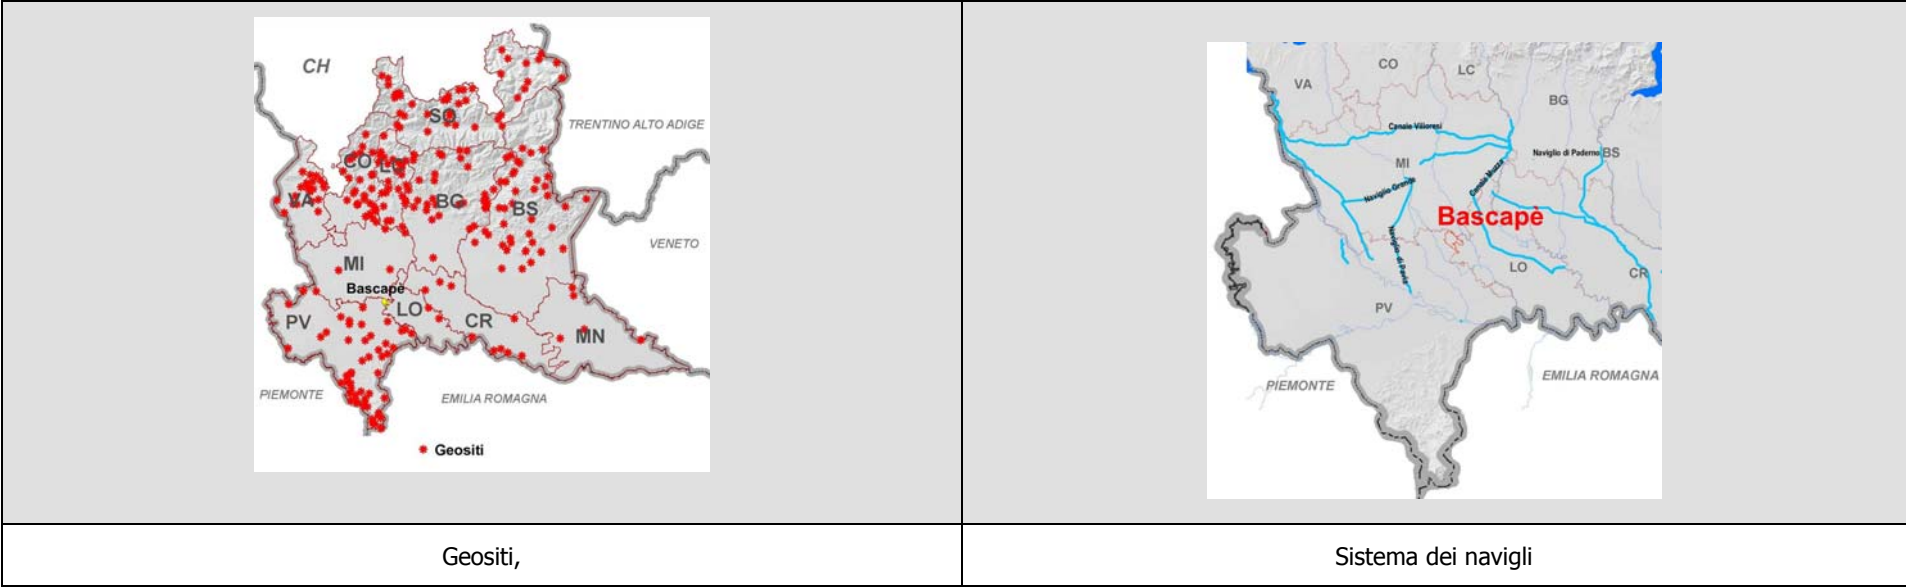 CH
SO
TRENTINO ALTO ADIGE
CO
LC
VA
BG
BS
VENETO
MI
Bascapè
PV
LO
CR
MN
PIEMONTE
EMILIA ROMAGNA
Geositi
Geositi,
CO
LC
VA
BG
Canale Villoresi
MI
Naviglio di Paderno
BS
Naviglio Grande
Canale Muzza
Bascapè
Naviglio di Pavia
LO
CR
PV
EMILIA ROMAGNA
PIEMONTE
Sistema dei navigli